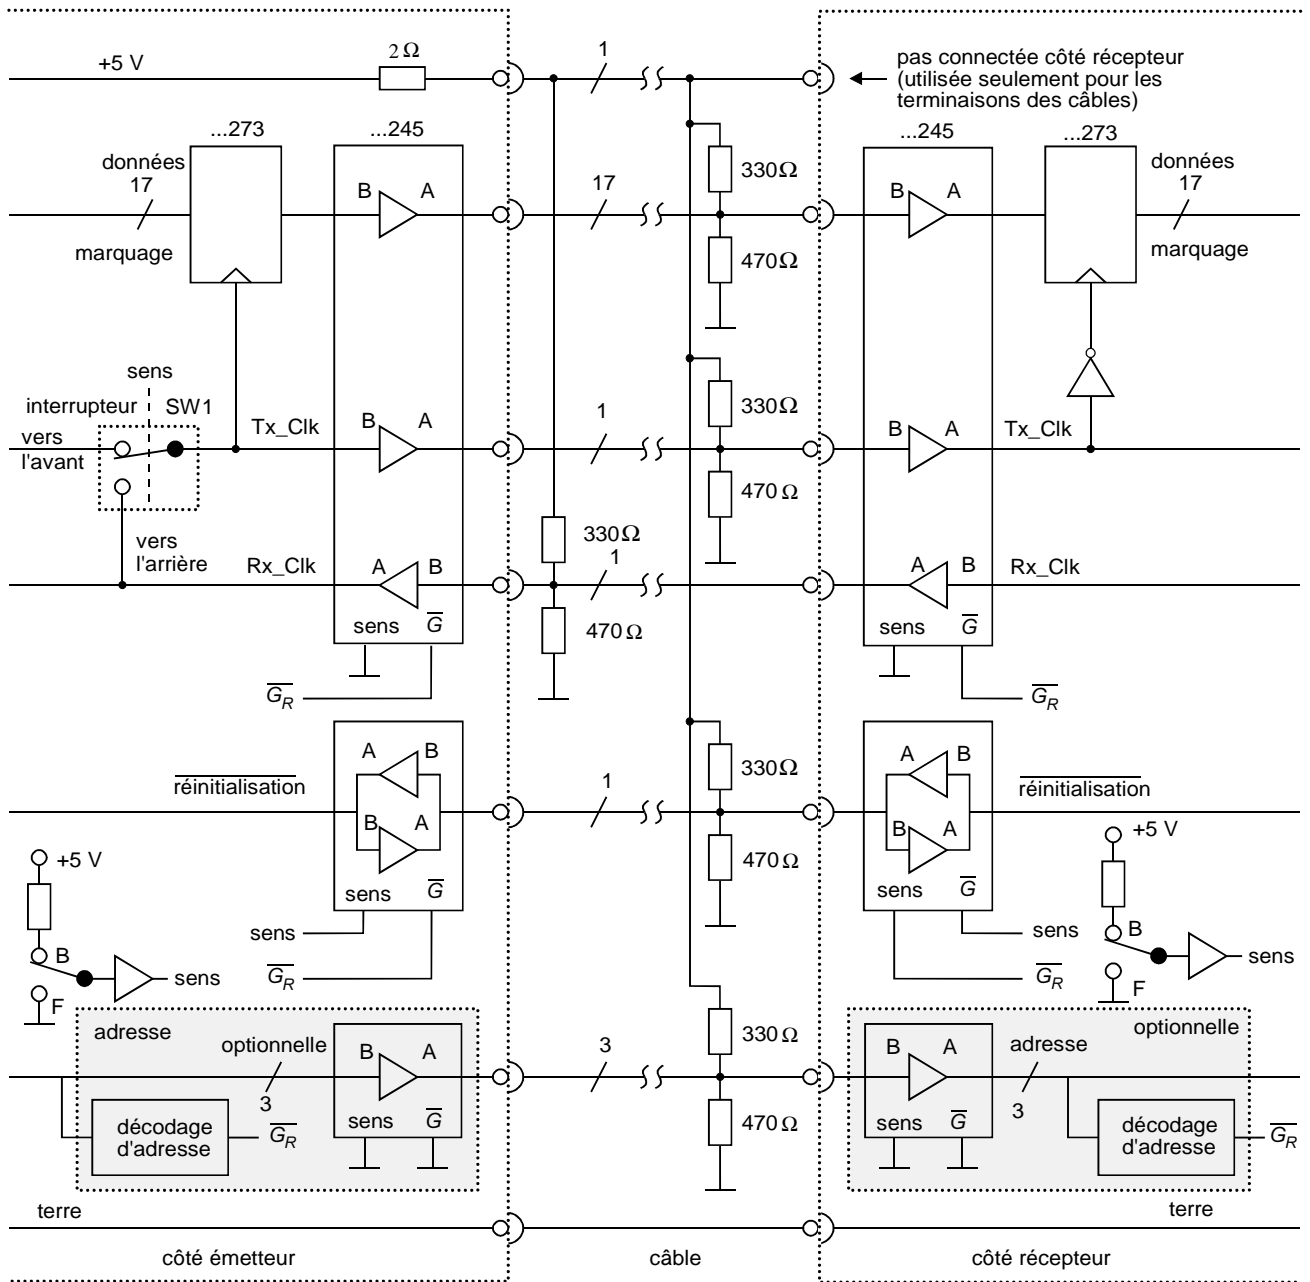 +5 V
2 Ω
1
pas connectée côté récepteur
(utilisée seulement pour les
terminaisons des câbles)
...273
...245
...245
...273
données
17
marquage
B A
17
330Ω
470Ω
B A
données
17
marquage
sens
interrupteur SW1
vers
l'avant
Tx_Clk
B A
1
330Ω
470Ω
B A
Tx_Clk
vers
l'arrière
Rx_Clk
A B
330Ω
1
470Ω
A B
Rx_Clk
sens G
G_R
sens G
G_R
réinitialisation
A B
B A
1
330Ω
470Ω
A B
B A
réinitialisation
sens G
sens
G_R
sens G
sens
G_R
+5 V
B
F
sens
+5 V
B
F
sens
adresse
optionnelle
3
B A
sens G
décodage
d'adresse
G_R
3
330Ω
470Ω
optionnelle
B A
sens G
adresse
3
décodage
d'adresse
G_R
terre
terre
côté émetteur
câble
côté récepteur